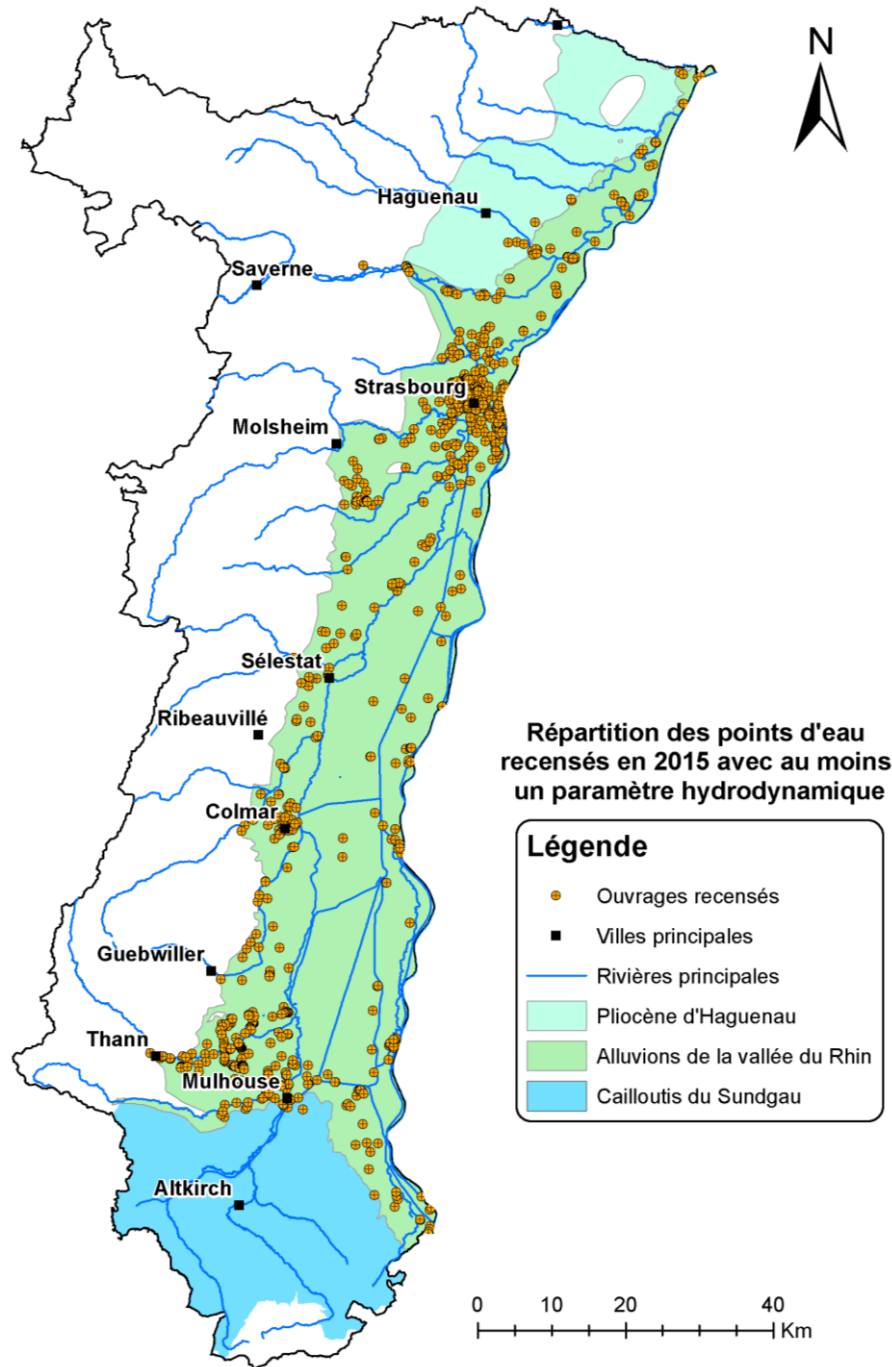 N
Haguenau
Saverne
Strasbourg
Molsheim
Sélestat
Ribeauvillé
Colmar
Guebwiller
Thann
Mulhouse
Altkirch
Répartition des points d'eau
recensés en 2015 avec au moins
un paramètre hydrodynamique
Légende
Ouvrages recensés
Villes principales
Rivières principales
Pliocène d'Haguenau
Alluvions de la vallée du Rhin
Cailloutis du Sundgau
0 10 20 40
Km